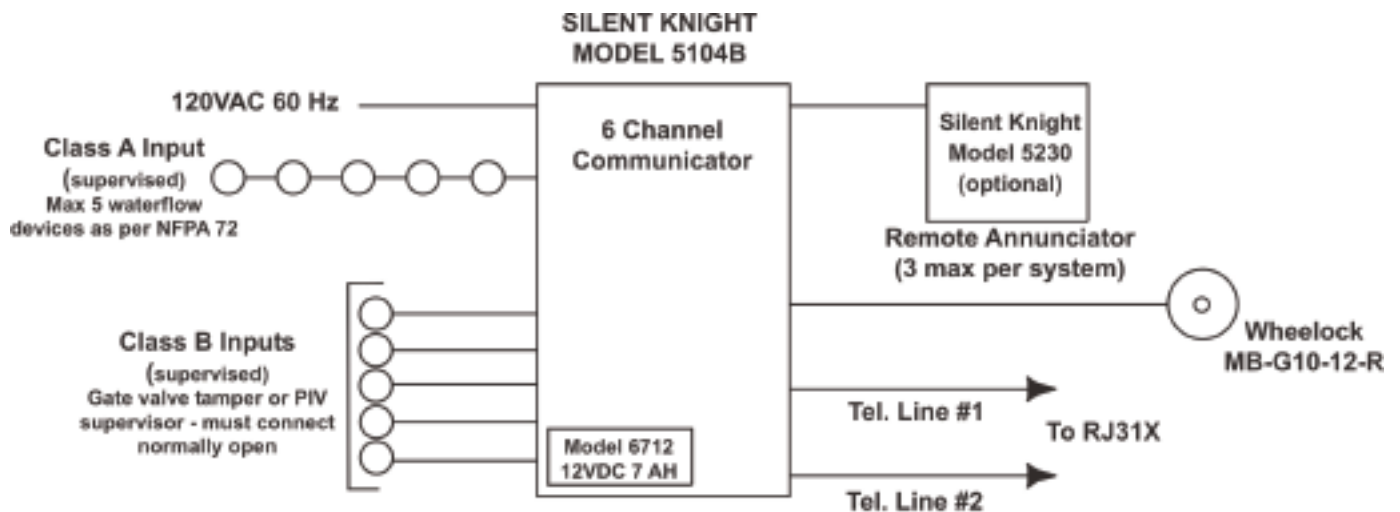 SILENT KNIGHT
MODEL 5104B
120VAC 60 Hz
Class A Input
(supervised)
Max 5 waterflow
devices as per NFPA 72
6 Channel
Communicator
Silent Knight
Model 5230
(optional)
Remote Annunciator
(3 max per system)
Class B Inputs
(supervised)
Gate valve tamper or PIV
supervisor - must connect
normally open
Model 6712
12VDC 7 AH
Wheelock
MB-G10-12-R
Tel. Line #1
To RJ31X
Tel. Line #2